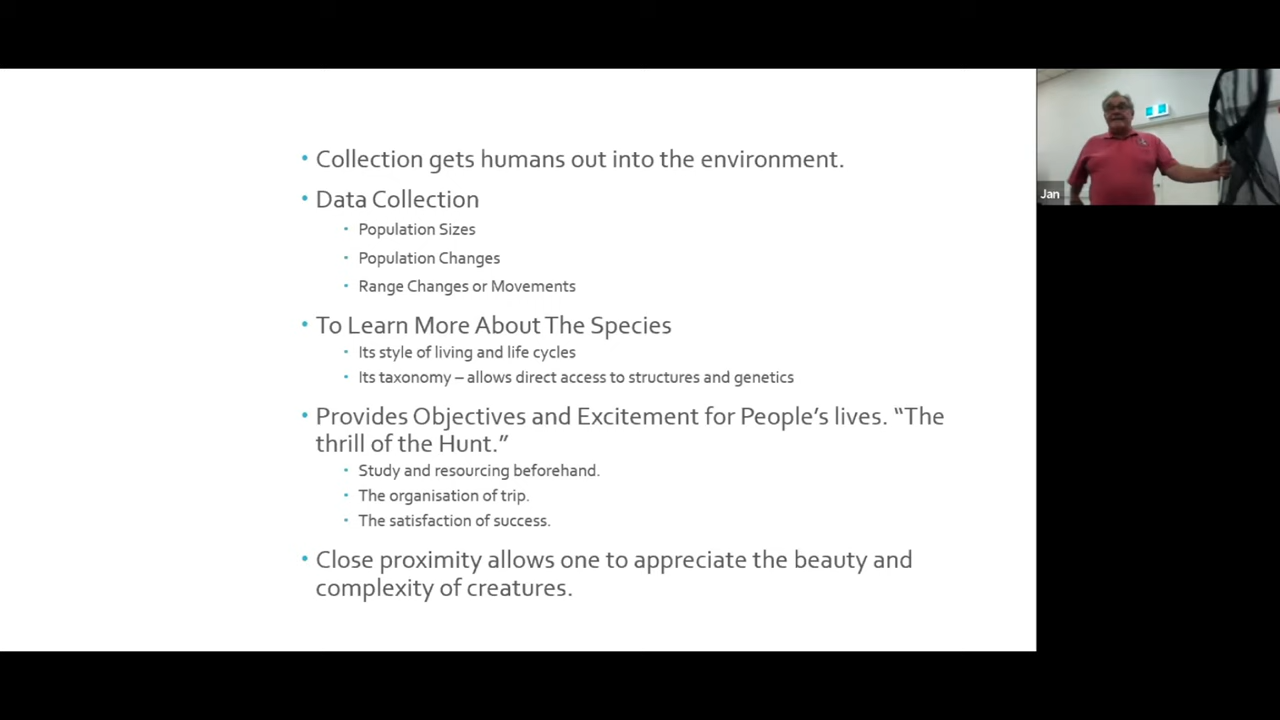 Collection gets humans out into the environment.
Data Collection
Population Sizes
Population Changes
Range Changes or Movements
To Learn More About The Species
Its style of living and life cycles
Its taxonomy – allows direct access to structures and genetics
Provides Objectives and Excitement for People’s lives. “The
thrill of the Hunt.”
Study and resourcing beforehand.
The organisation of trip.
The satisfaction of success.
Close proximity allows one to appreciate the beauty and
complexity of creatures.
Jan